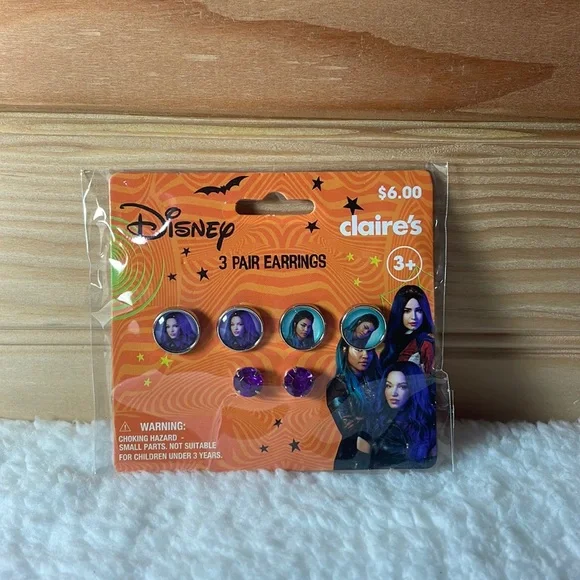 $6.00
Disney
claire's
3 PAIR EARRINGS
3+
WARNING:
CHOKING HAZARD -
SMALL PARTS. NOT SUITABLE
FOR CHILDREN UNDER 3 YEARS.